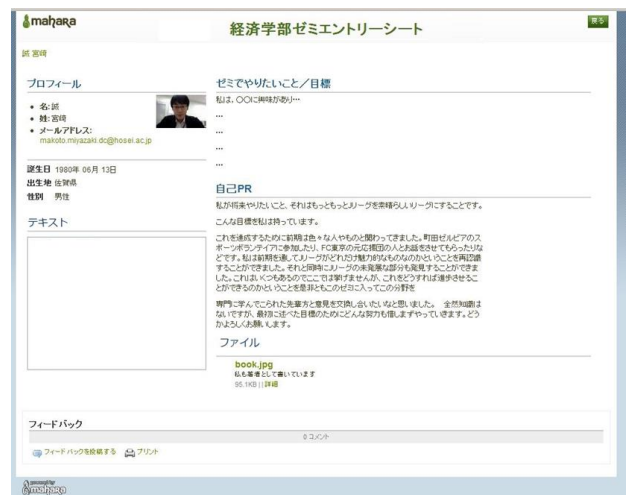 mahara
経済学部ゼミエントリーシート
戻る
誠 宮崎
プロフィール
名:誠
姓:宮崎
メールアドレス:
makoto.miyazaki.dc@hosei.ac.jp
誕生日 1980年 06月 13日
出生地 佐賀県
性別 男性
テキスト
ゼミでやりたいこと／目標
私は、〇〇に興味があり…
…
…
…
…
自己PR
私が将来やりたいこと、それはもっともっとJリーグを素晴らしいリーグにすることです。
こんな目標を私は持っています。
これを達成するために前期は色々な人やものと関わってきました。町田ゼルビアのス
ポーツボランティアに参加したり、FC東京の元応援団の人とお話をさせてもらったりな
どです。私は前期を通してJリーグがどれだけ魅力的なものなのかということを再認識
することができました。それと同時にJリーグの未発展な部分も発見することができま
した。これはいくつもあるのでここでは挙げませんが、これをどうすれば進歩させるこ
とができるのかということを是非ともこのゼミに入ってこの分野を
専門に学んでこられた先輩方と意見を交換し合いたいなと思いました。 全然知識は
ないですが、最初に述べた目標のためにどんな努力も惜しまずやっていきます。どう
かよろしくお願いします。
ファイル
book.jpg
私も著者として書いています
95.1KB | | 詳細
フィードバック
0 コメント
フィードバックを投稿する プリント
powered by
mahara